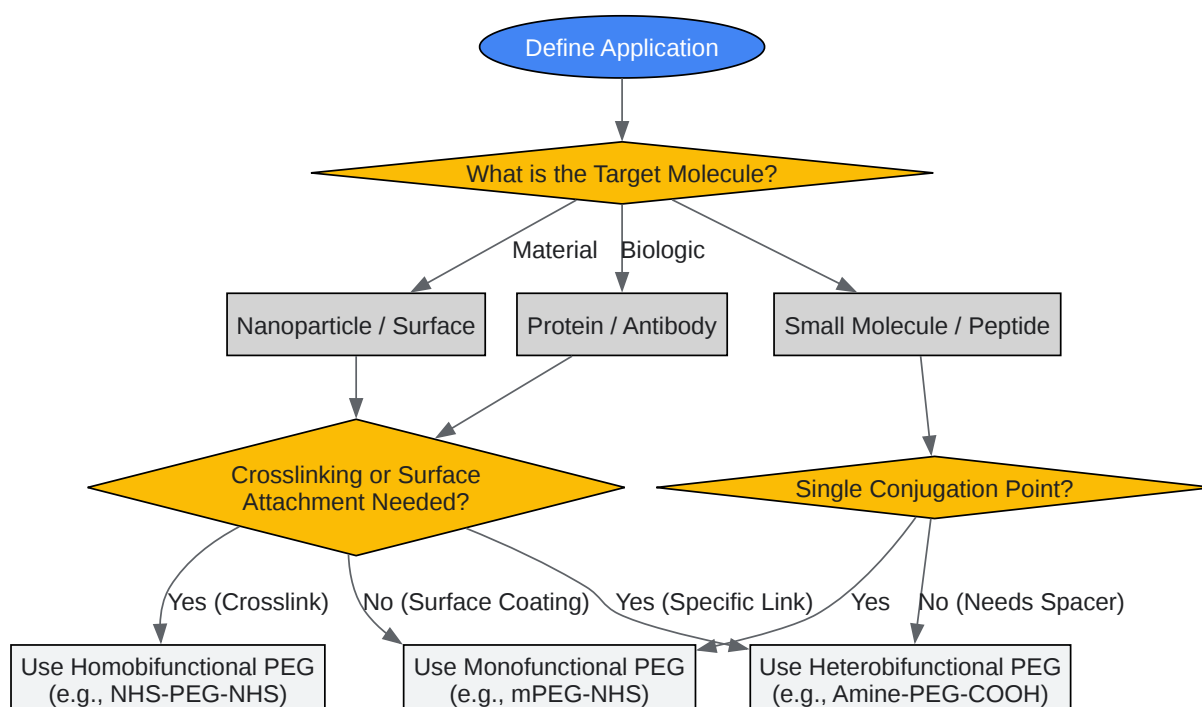 Define Application
What is the Target Molecule?
Material
Biologic
Nanoparticle / Surface
Protein / Antibody
Small Molecule / Peptide
Crosslinking or Surface
Attachment Needed?
Single Conjugation Point?
Yes (Crosslink)
No (Surface Coating)
Yes (Specific Link)
Yes
No (Needs Spacer)
Use Homobifunctional PEG
(e.g., NHS-PEG-NHS)
Use Monofunctional PEG
(e.g., mPEG-NHS)
Use Heterobifunctional PEG
(e.g., Amine-PEG-COOH)